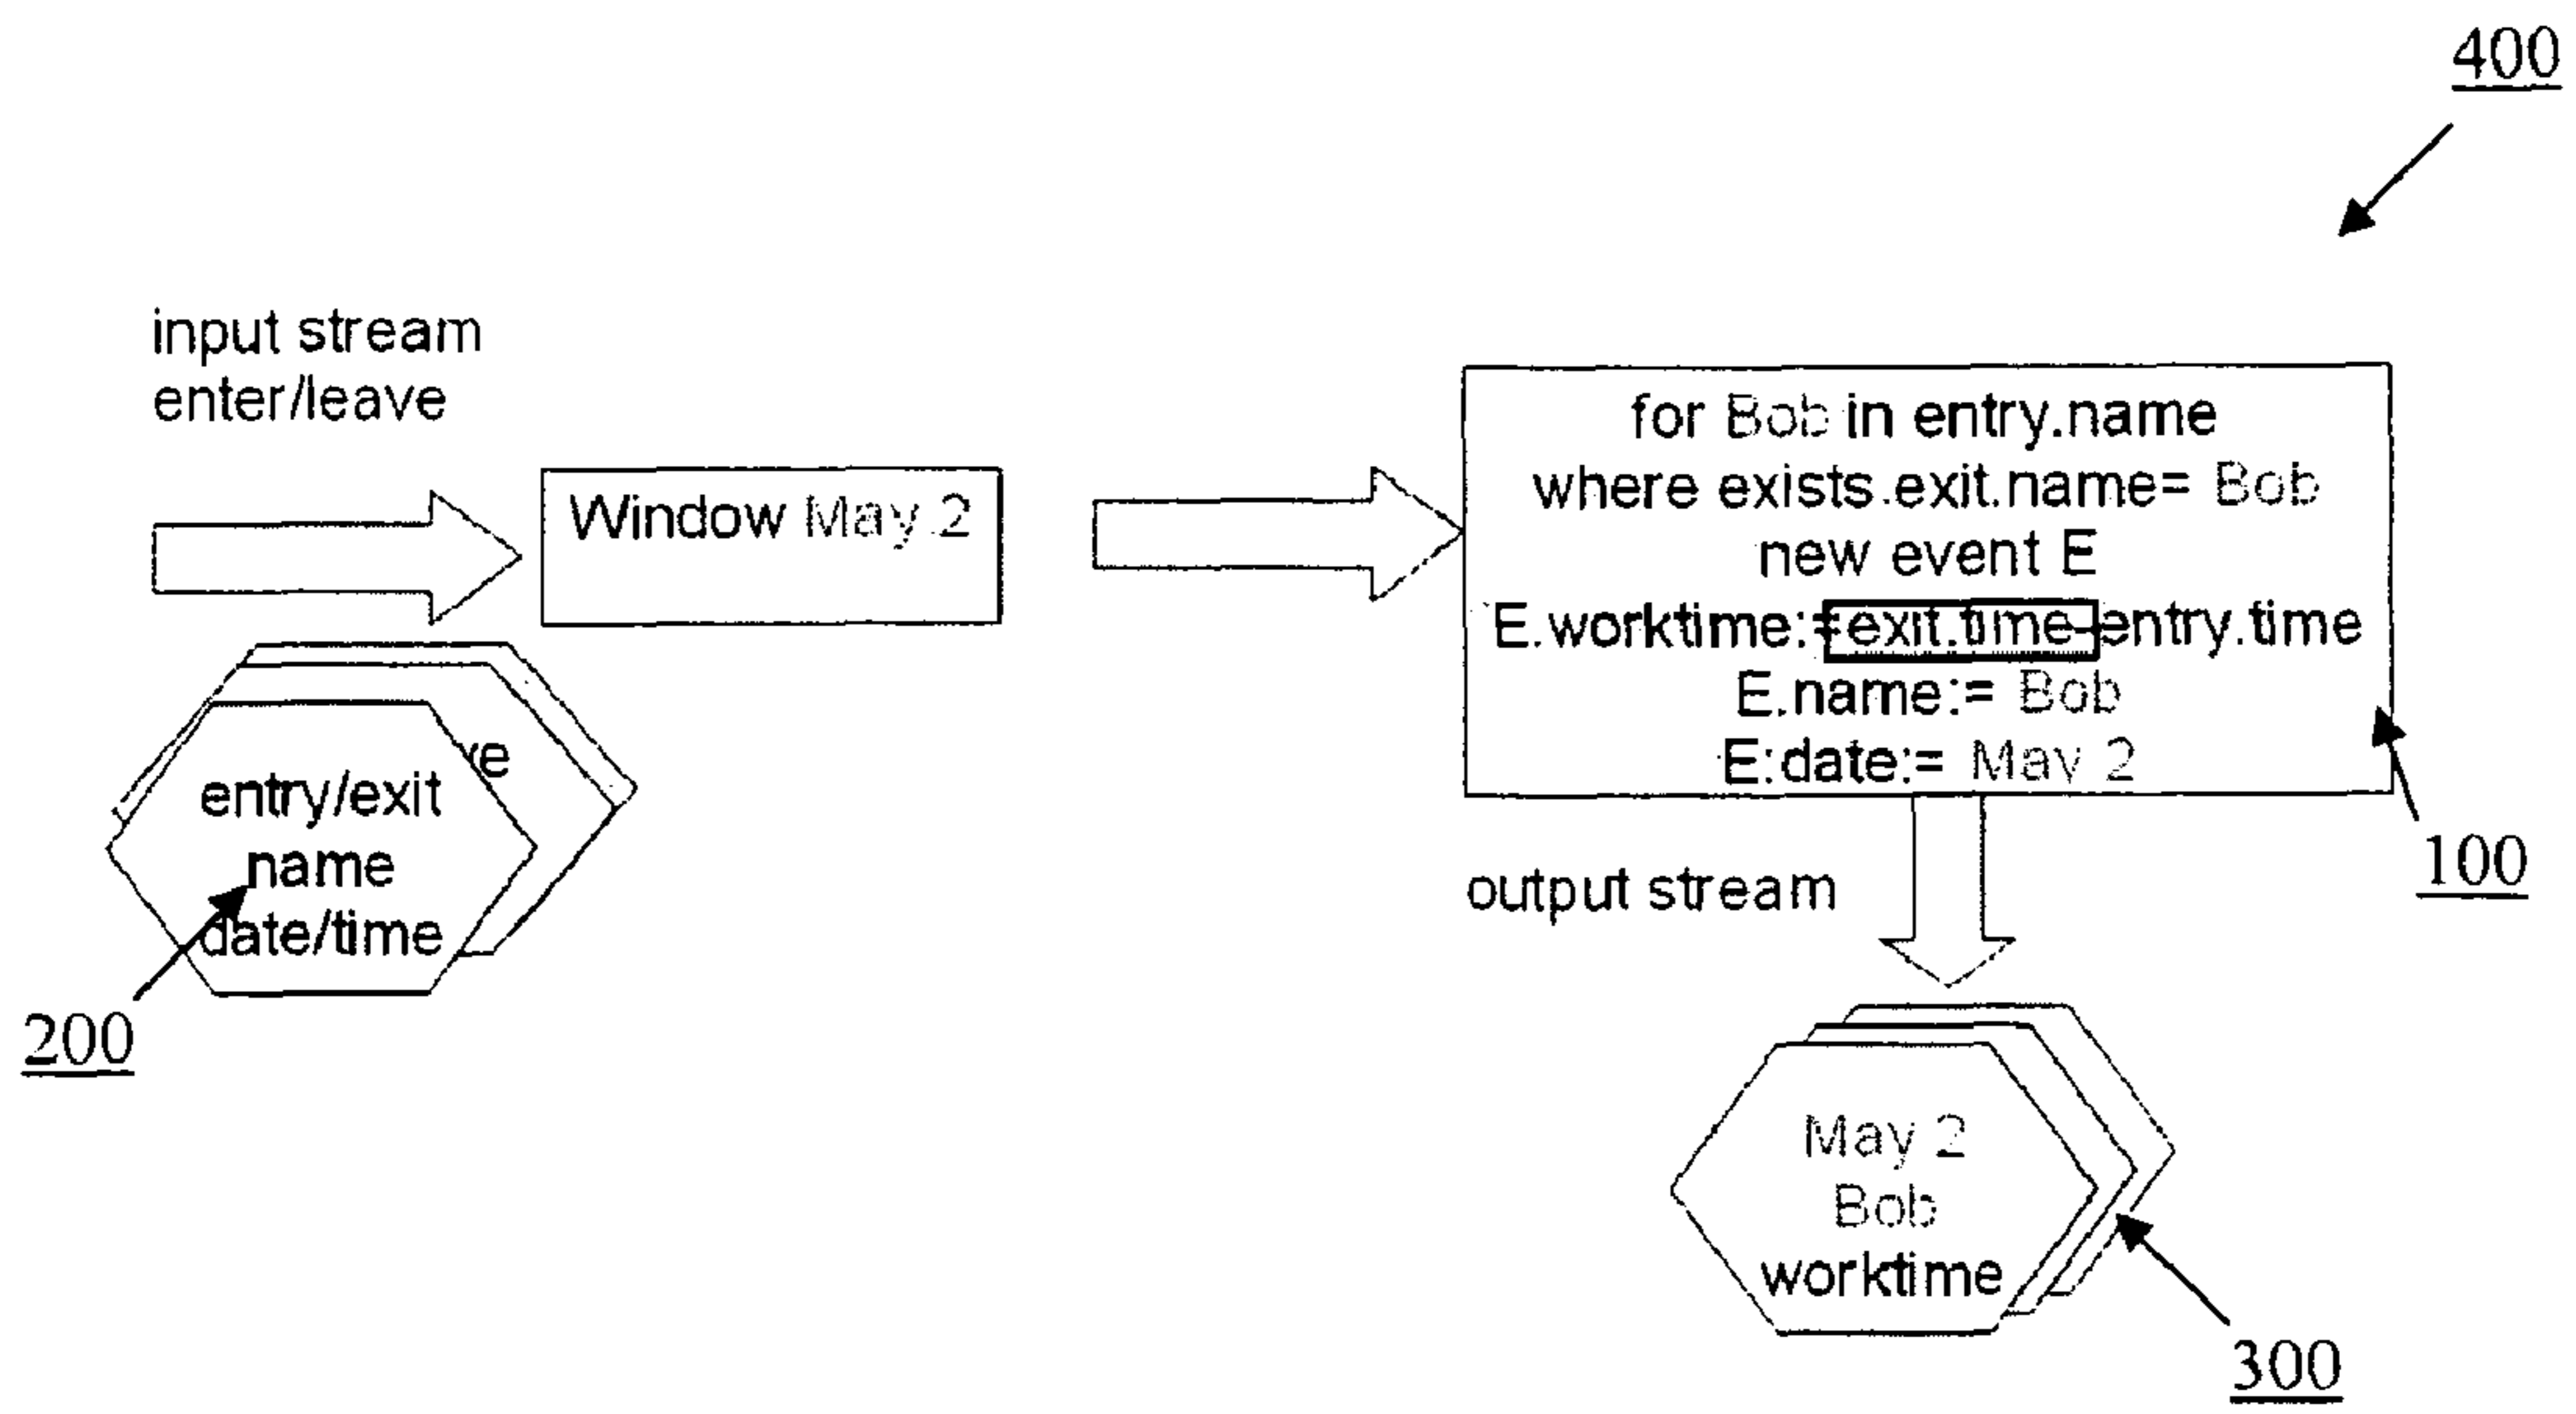 400
input stream
enter/leave
Window May 2
for Bob in entry.name
where exists.exit.name= Bob
new event E
E.worktime:=exit.time-entry.time
E.name:= Bob
E:date:= May 2
100
entry/exit
name
date/time
200
output stream
May 2
Bob
worktime
300